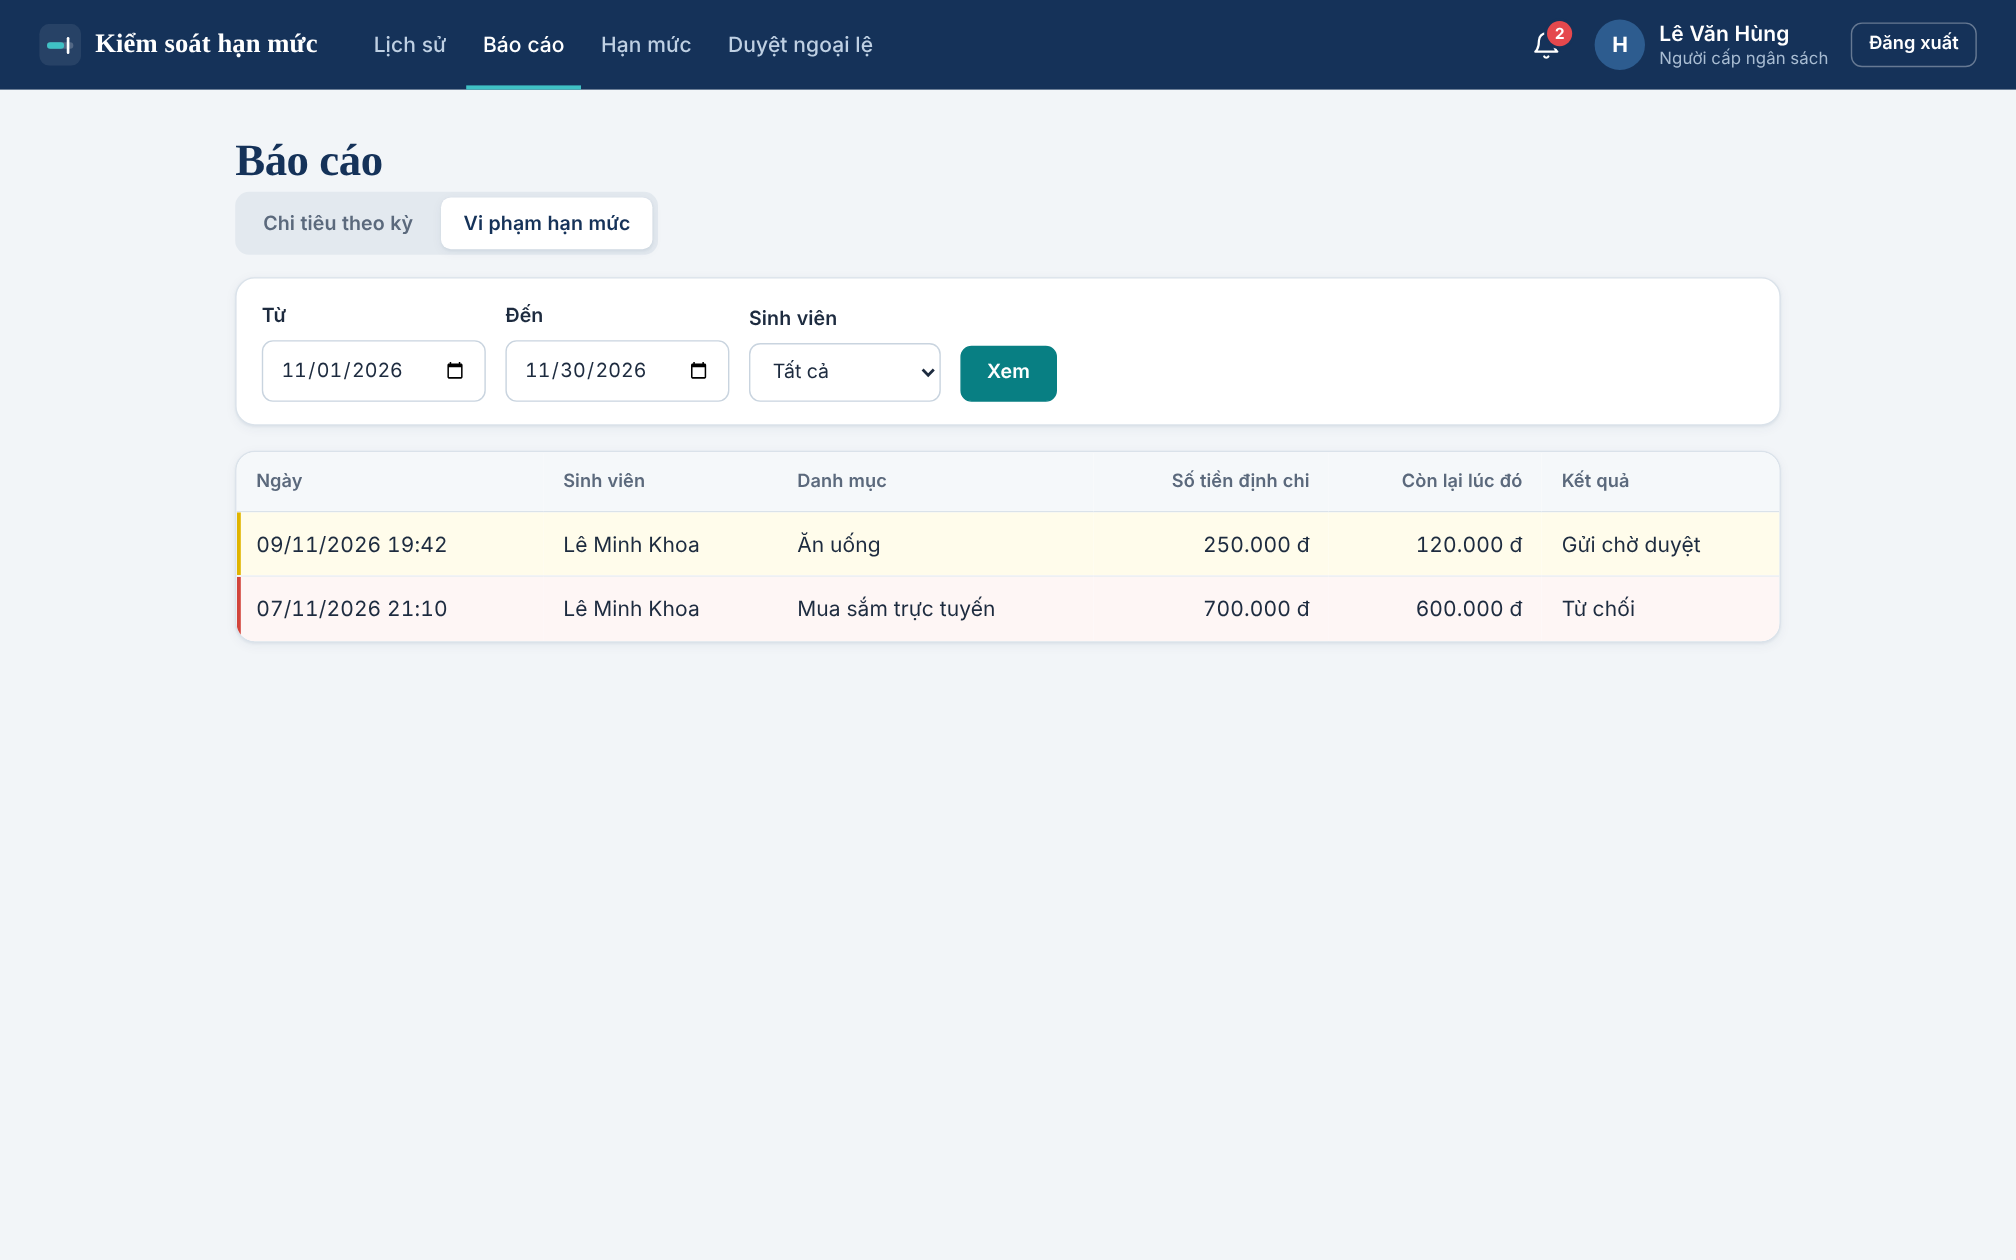 Kiểm soát hạn mức Lịch sử Báo cáo Hạn mức Duyệt ngoại lệ 2 H Lê Văn Hùng Đăng xuất
Người cấp ngân sách
Báo cáo
Chi tiêu theo kỳ Vi phạm hạn mức
Từ Đến Sinh viên
11/01/2026 11/30/2026 Tất cả Xem
Ngày Sinh viên Danh mục Số tiền định chi Còn lại lúc đó Kết quả
09/11/2026 19:42 Lê Minh Khoa Ăn uống 250.000 đ 120.000 đ Gửi chờ duyệt
07/11/2026 21:10 Lê Minh Khoa Mua sắm trực tuyến 700.000 đ 600.000 đ Từ chối